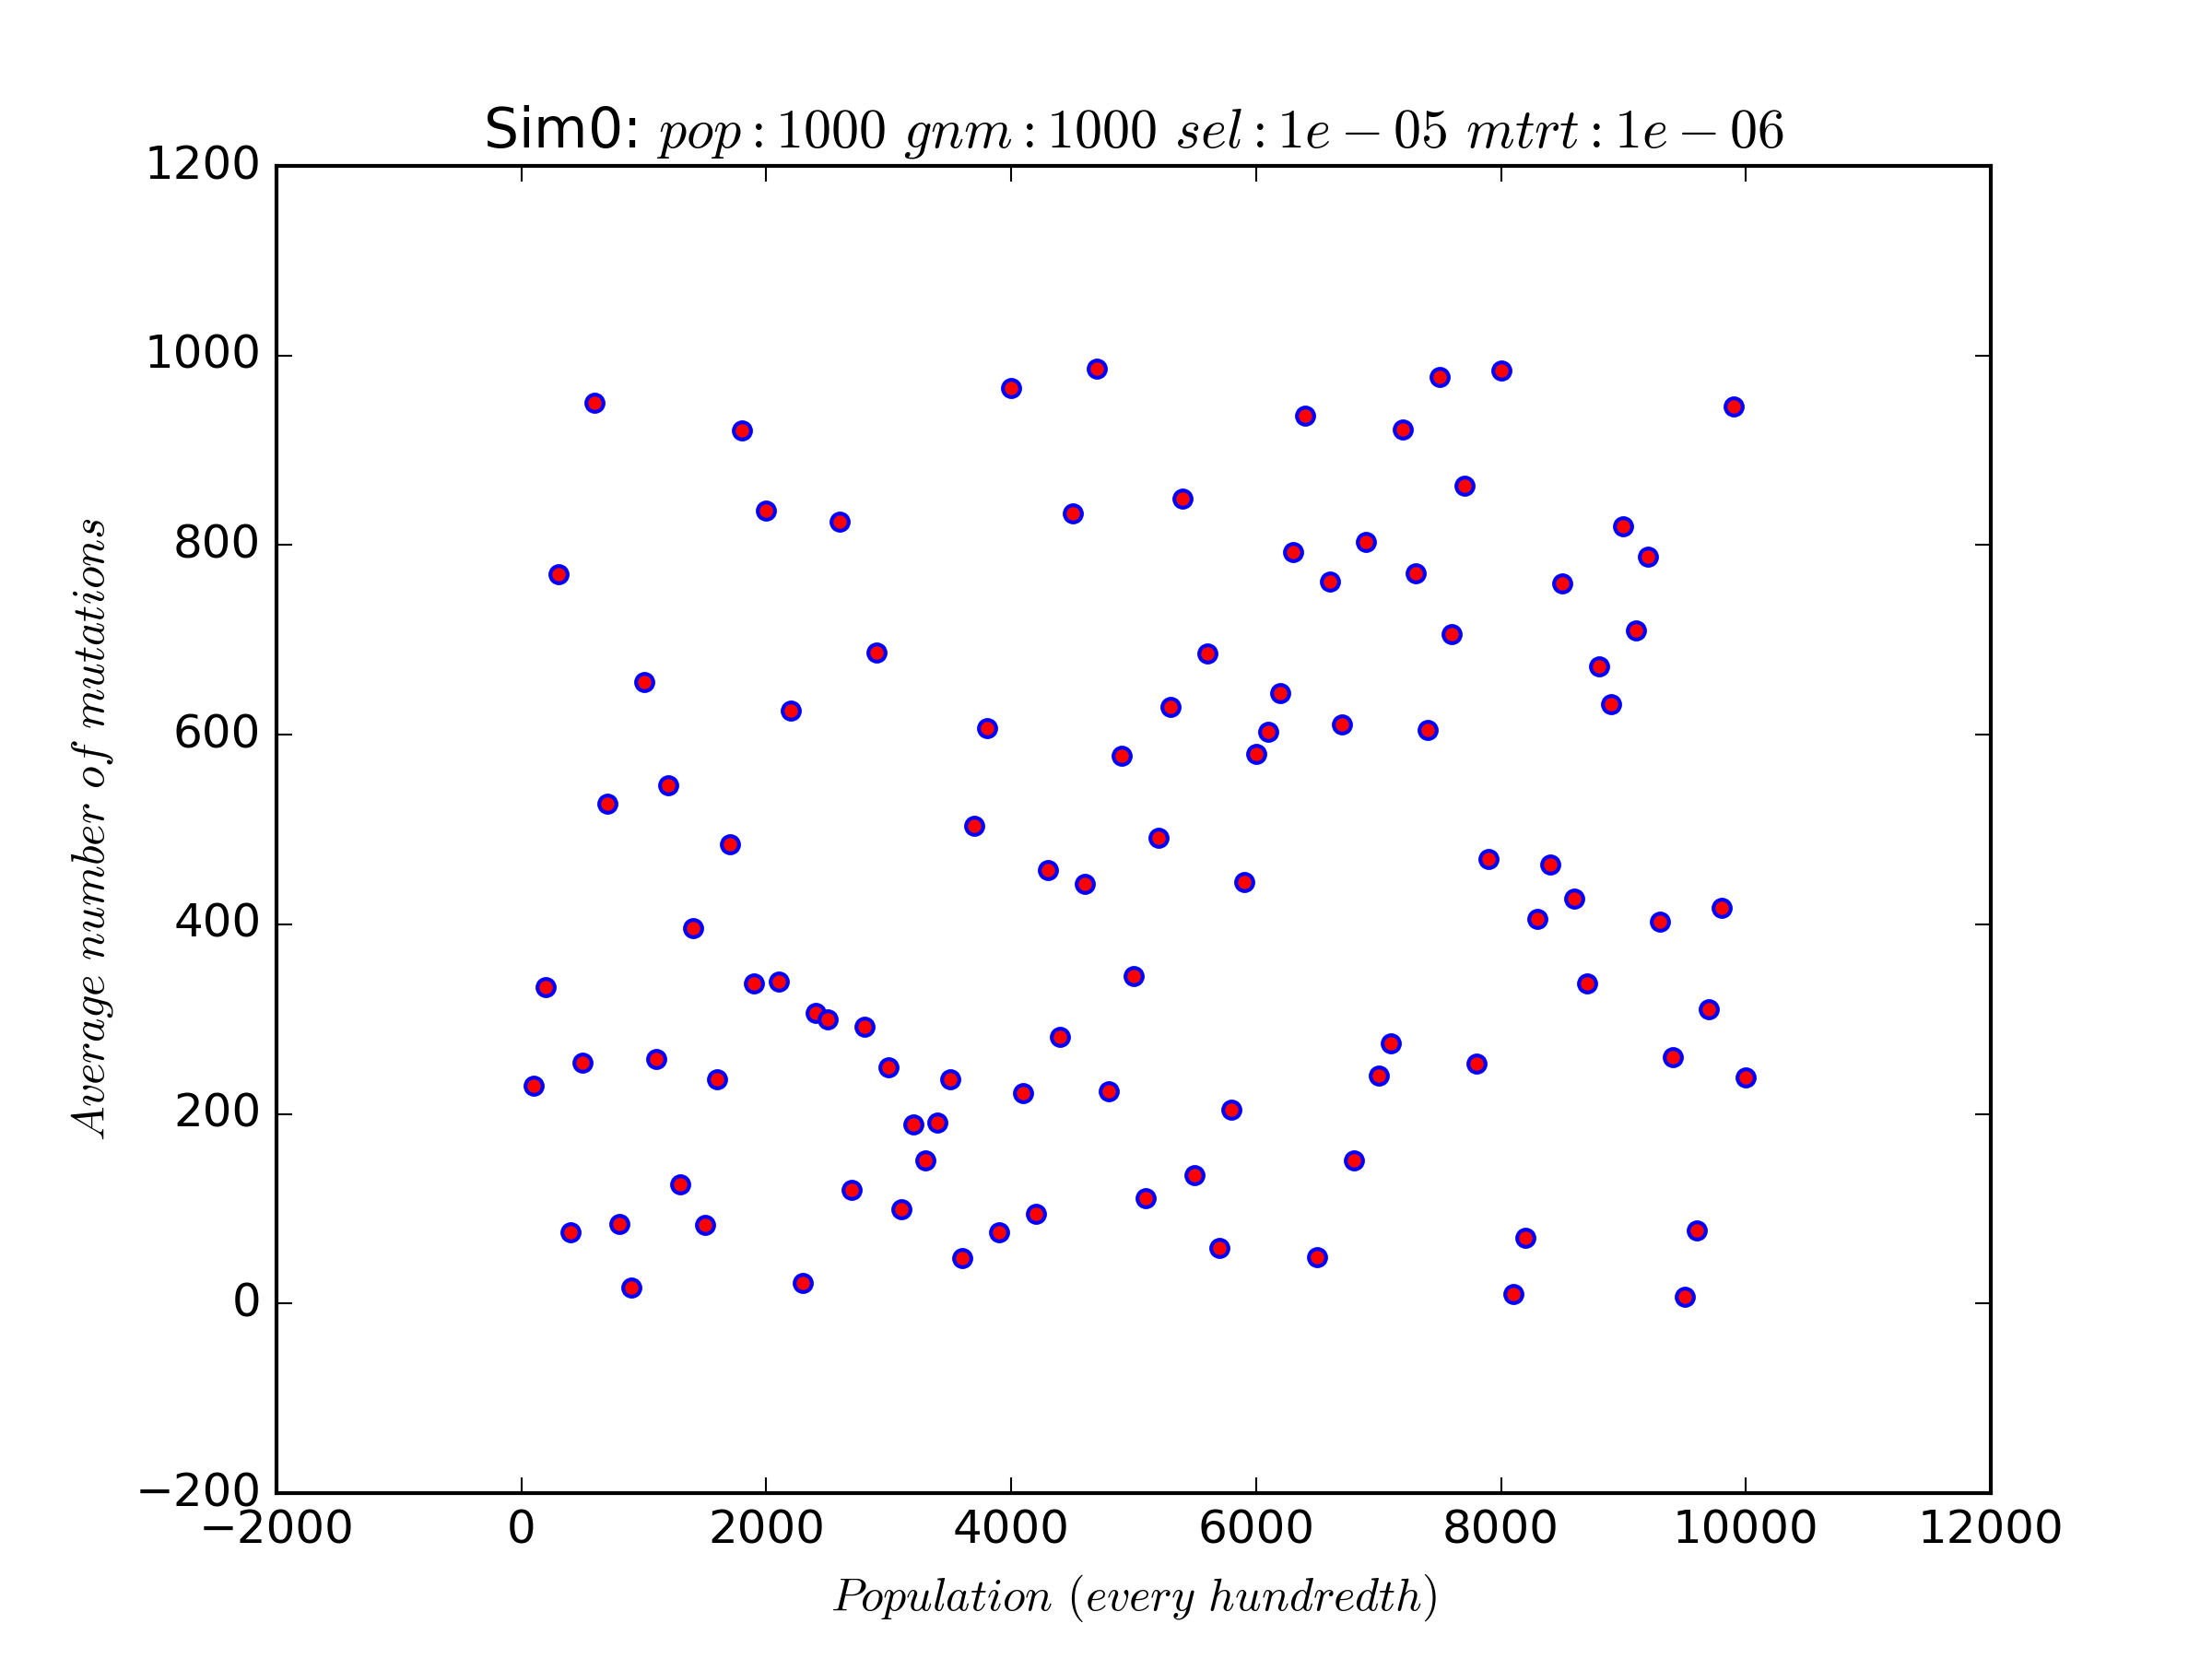 Sim0: pop : 1000 gnm : 1000 sel : 1e − 05 mtrt : 1e − 06
1200
1000
800
600
400
200
0
−200
Average number of mutations
−2000 0 2000 4000 6000 8000 10000 12000
Population (every hundredth)